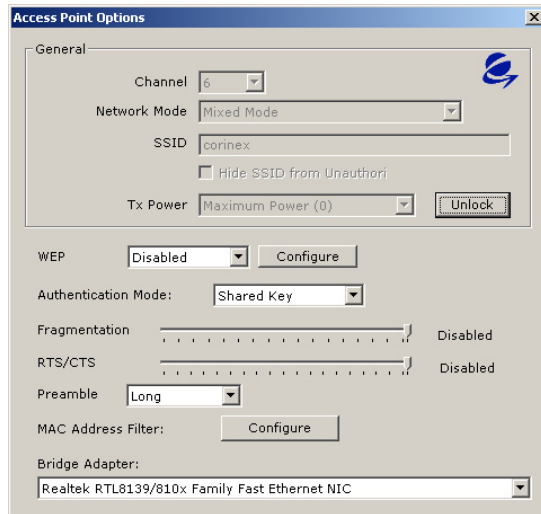 Access Point Options
General
Channel 6
Network Mode Mixed Mode
SSID corinex
Hide SSID from Unauthori
Tx Power Maximum Power (0) Unlock
WEP Disabled Configure
Authentication Mode: Shared Key
Fragmentation Disabled
RTS/CTS Disabled
Preamble Long
MAC Address Filter: Configure
Bridge Adapter:
Realtek RTL8139/810x Family Fast Ethernet NIC